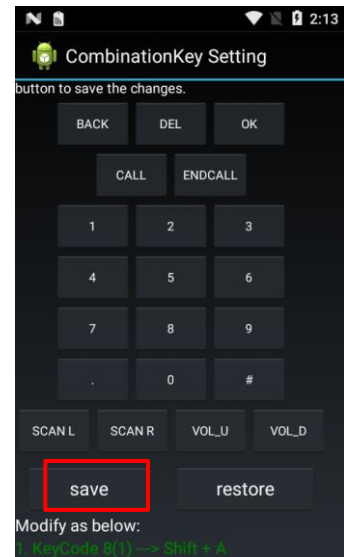 2:13
CombinationKey Setting
button to save the changes.
BACK DEL OK
CALL ENDCALL
1 2 3
4 5 6
7 8 9
. 0 #
SCAN L SCAN R VOL_U VOL_D
save restore
Modify as below:
1. KeyCode 8(1) ---> Shift + A